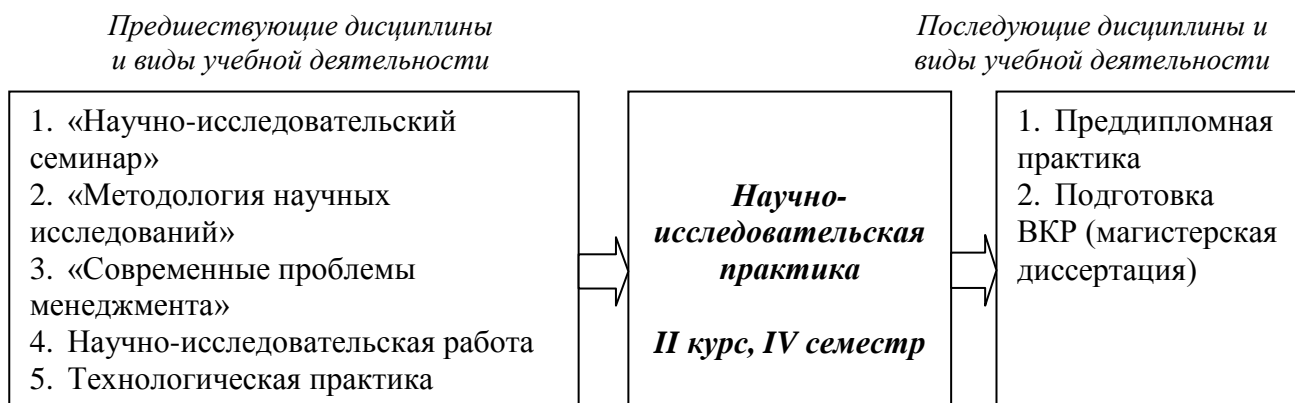 Предшествующие дисциплины
и виды учебной деятельности
Последующие дисциплины и
виды учебной деятельности
1. «Научно-исследовательский
семинар»
2. «Методология научных
исследований»
3. «Современные проблемы
менеджмента»
4. Научно-исследовательская работа
5. Технологическая практика
Научно-
исследовательская
практика
II курс, IV семестр
1. Преддипломная
практика
2. Подготовка
ВКР (магистерская
диссертация)